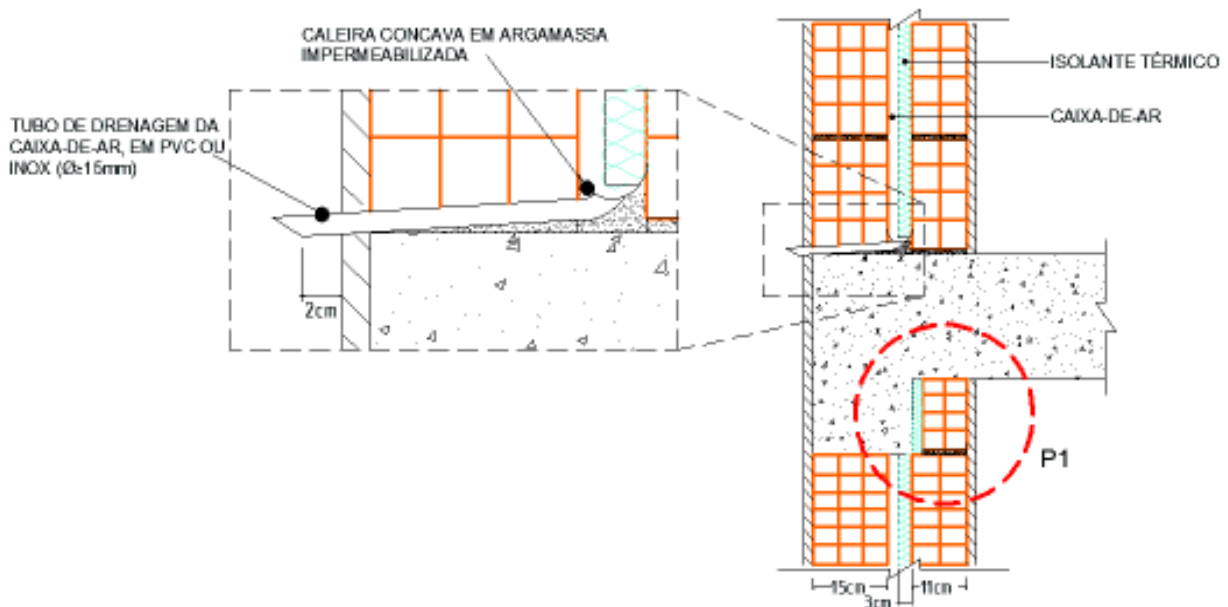 CALEIRA CONCAVA EM ARGAMASSA
IMPERMEABILIZADA
TUBO DE DRENAGEM DA
CAIXA-DE-AR, EM PVC OU
INOX (Ø≥15mm)
2cm
ISOLANTE TÉRMICO
CAIXA-DE-AR
P1
15cm
3cm
11cm